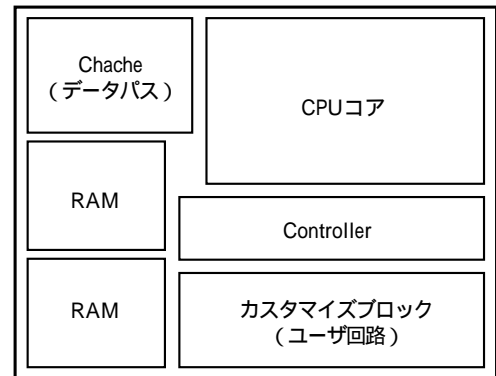 Chache
(データパス)
CPUコア
RAM
Controller
RAM
カスタマイズブロック
(ユーザ回路)